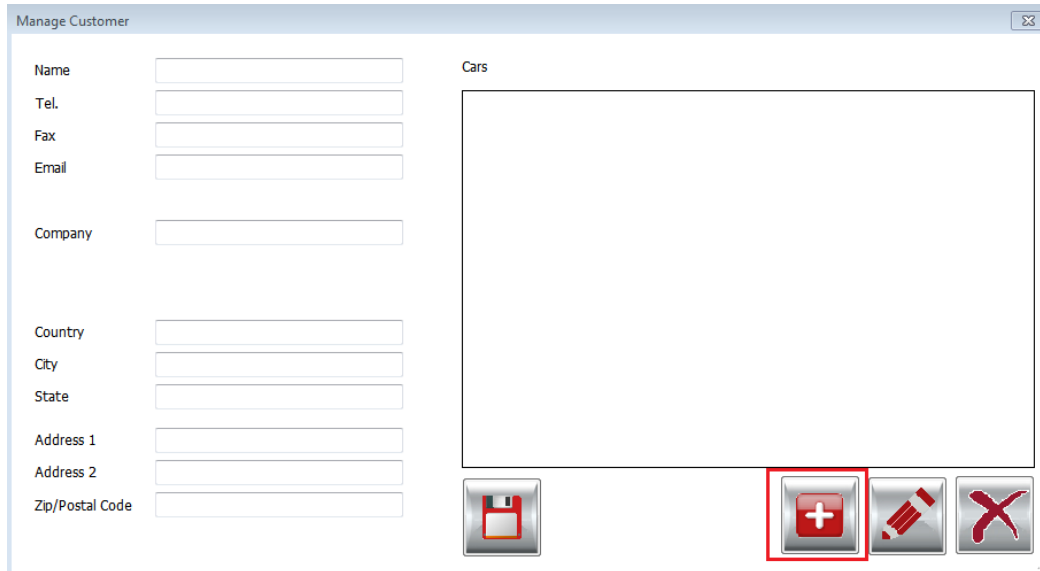 Manage Customer
Name
Tel.
Fax
Email
Company
Country
City
State
Address 1
Address 2
Zip/Postal Code
Cars